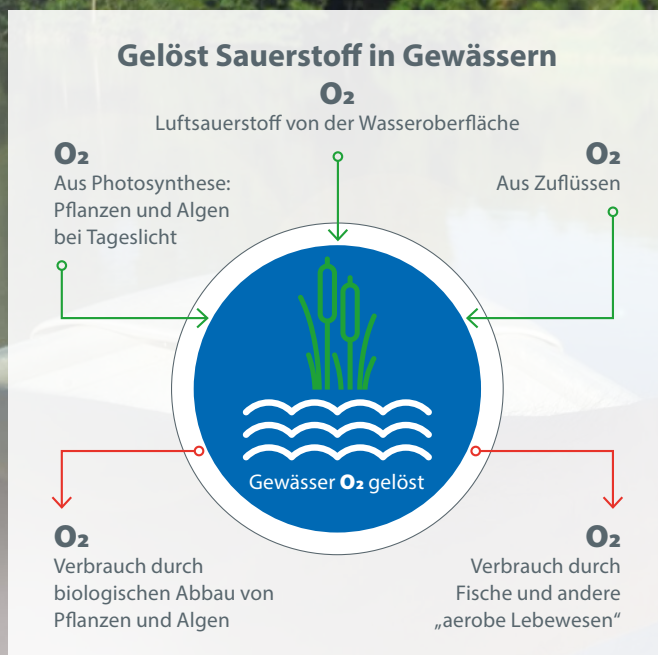 Gelöst Sauerstoff in Gewässern
O₂
Luftsauerstoff von der Wasseroberfläche
O₂
Aus Photosynthese:
Pflanzen und Algen
bei Tageslicht
O₂
Aus Zuflüssen
Gewässer O₂ gelöst
O₂
Verbrauch durch
biologischen Abbau von
Pflanzen und Algen
O₂
Verbrauch durch
Fische und andere
„aerobe Lebewesen“